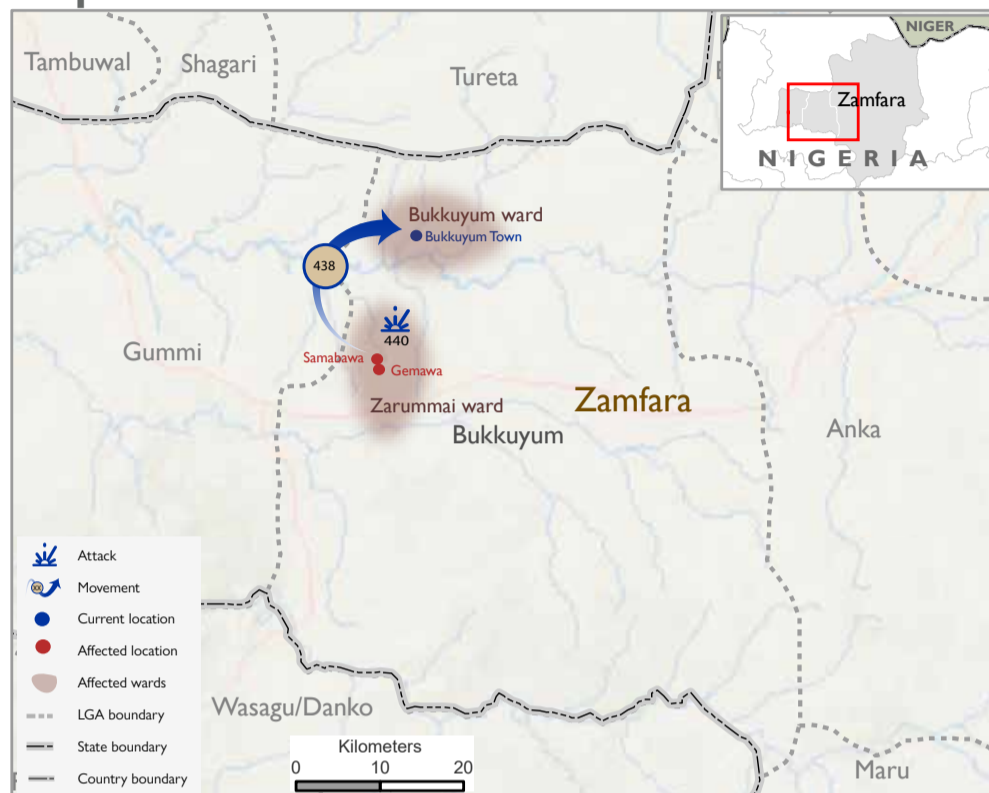 NIGER
Tambuwal
Shagari
Tureta
Zamfara
NIGERIA
Bukkuyum ward
Bukkuyum Town
438
440
Samabawa
Gemawa
Gummi
Zarummai ward
Zamfara
Bukkuyum
Anka
Attack
XX
Movement
Current location
Affected location
Affected wards
LGA boundary
State boundary
Country boundary
Wasagu/Danko
Kilometers
0 10 20
Maru